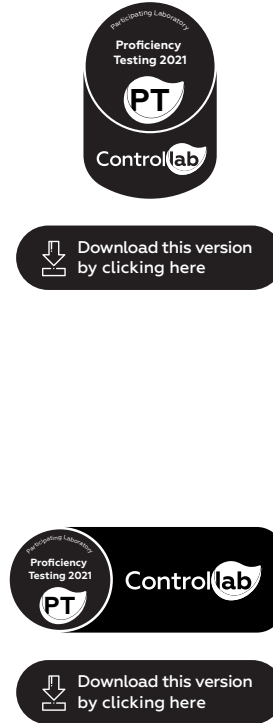 Participating Laboratory
Proficiency
Testing 2021
PT
Controllab
Download this version
by clicking here
Participating Laboratory
Proficiency
Testing 2021
PT
Controllab
Download this version
by clicking here